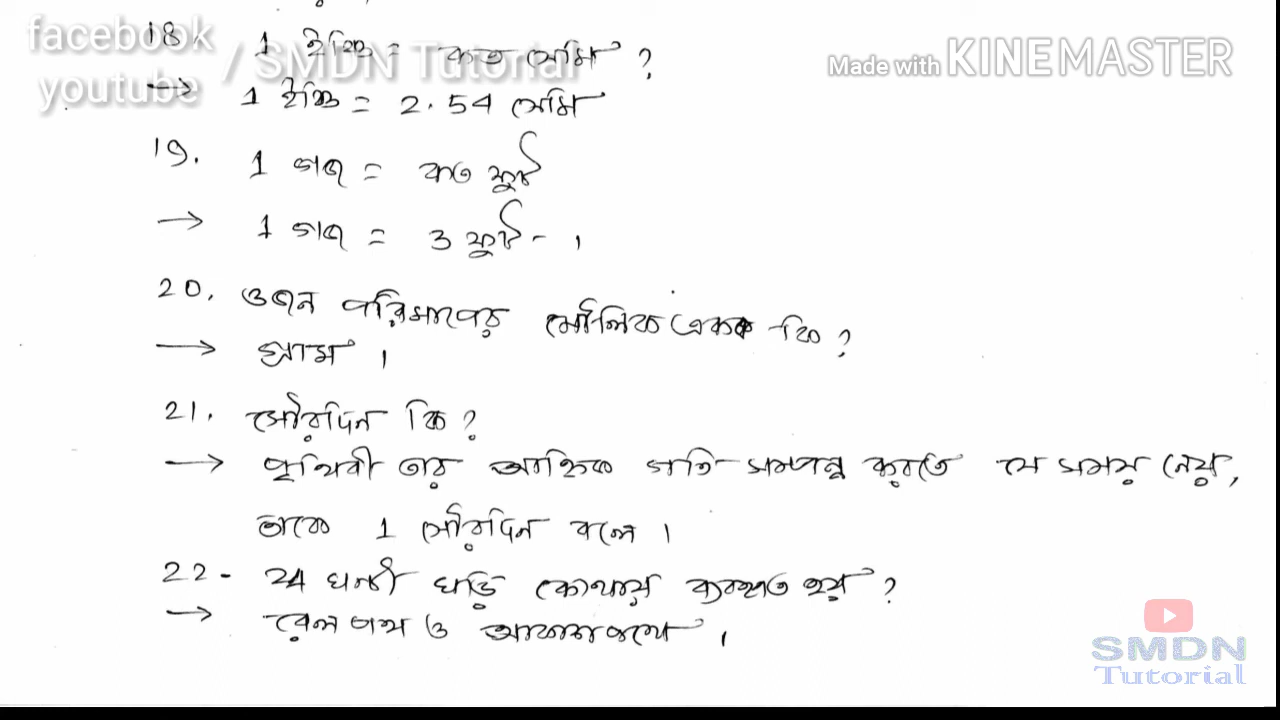 facebook
youtube / SMDN Tutorial
Made with KINEMASTER
18. 1 ইঞ্চি = কত সেমি ?
→ 1 ইঞ্চি = 2.54 সেমি
19. 1 গজ = কত ফুট
→ 1 গজ = 3 ফুট ।
20. ওজন পরিমাপের মৌলিক একক কি ?
→ গ্রাম ।
21. সৌরদিন কি ?
→ পৃথিবী তার আহ্নিক গতি সম্পন্ন করতে যে সময় নেয়,
তাকে 1 সৌরদিন বলে ।
22- 24 ঘন্টা ঘড়ি কোথায় ব্যবহৃত হয় ?
→ রেল পথ ও আকাশপথে ।
SMDN
Tutorial